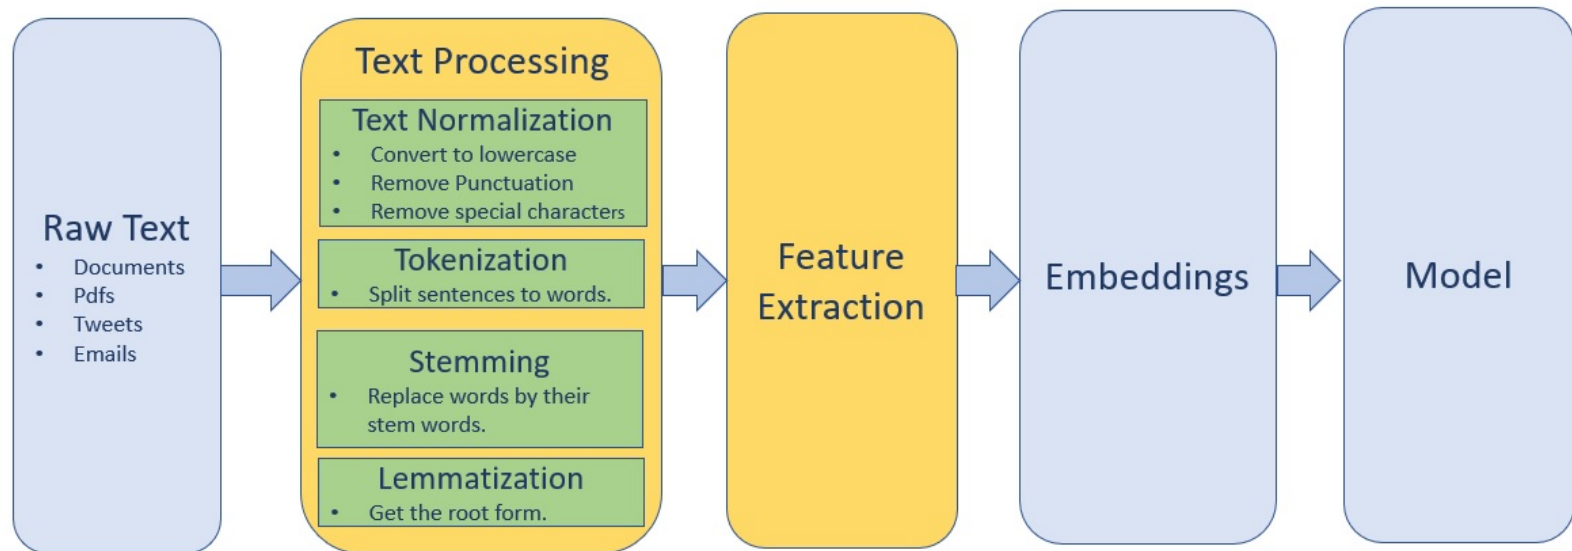 Raw Text
• Documents
• Pdfs
• Tweets
• Emails
Text Processing
Text Normalization
• Convert to lowercase
• Remove Punctuation
• Remove special characters
Tokenization
• Split sentences to words.
Stemming
• Replace words by their
stem words.
Lemmatization
• Get the root form.
Feature
Extraction
Embeddings
Model